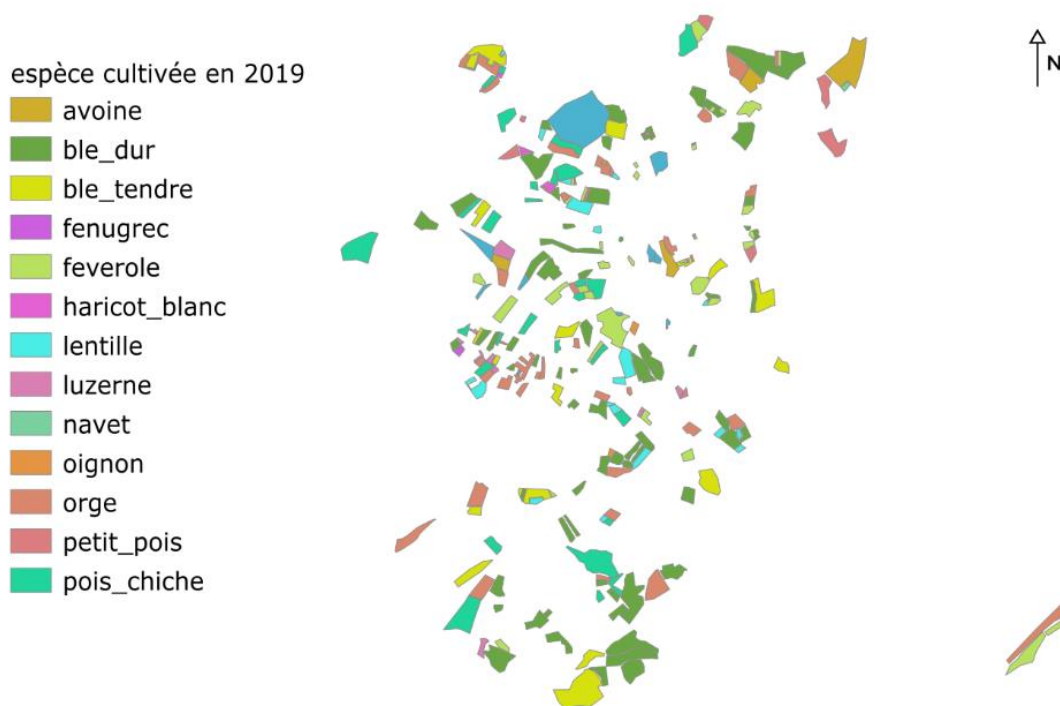 espèce cultivée en 2019
avoine
ble_dur
ble_tendre
fenugrec
feverole
haricot_blanc
lentille
luzerne
navet
oignon
orge
petit_pois
pois_chiche
N